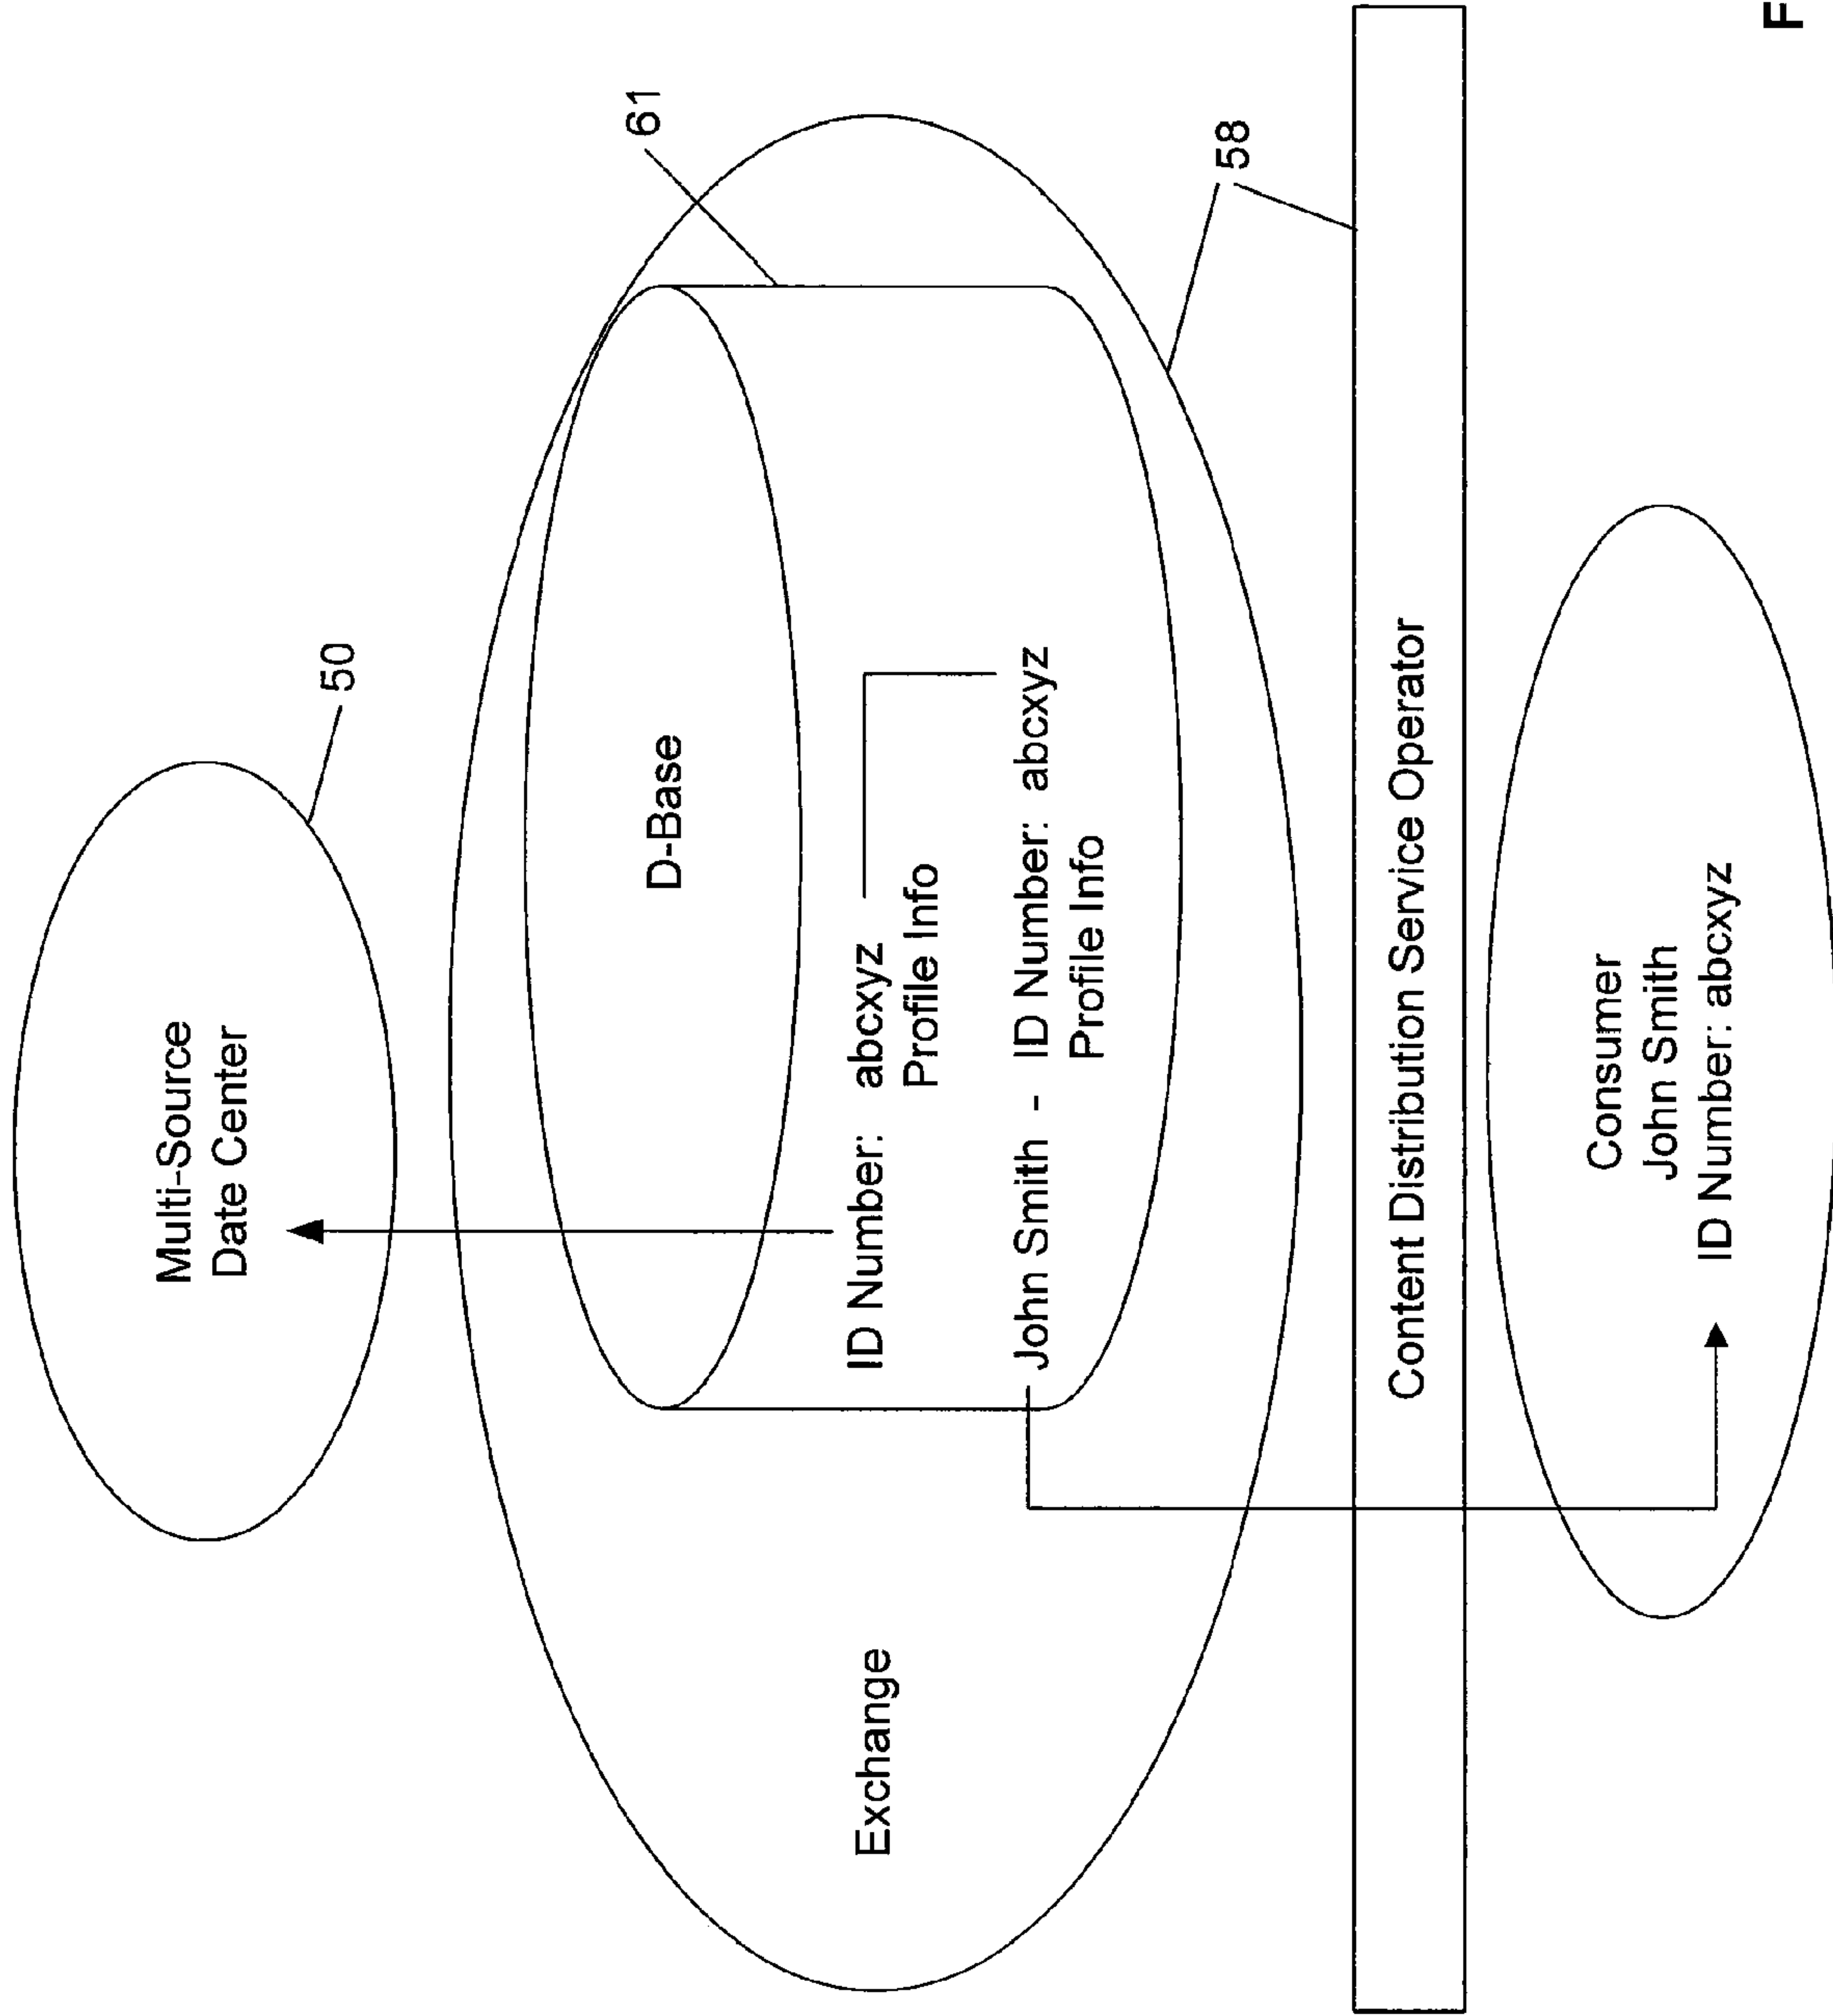 Multi-Source
Date Center
50
61
D-Base
Exchange
ID Number: abcxyz
Profile Info
John Smith - ID Number: abcxyz
Profile Info
58
Content Distribution Service Operator
Consumer
John Smith
ID Number: abcxyz
F